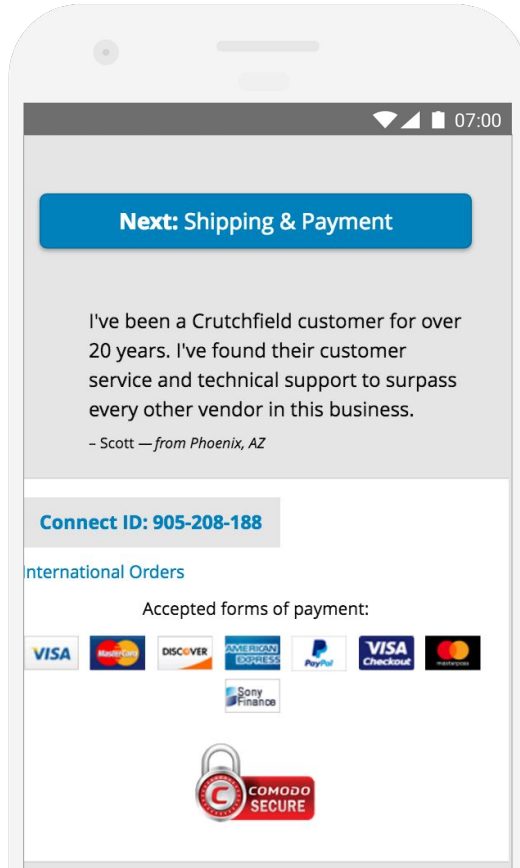 07:00
Next: Shipping & Payment
I've been a Crutchfield customer for over
20 years. I've found their customer
service and technical support to surpass
every other vendor in this business.
– Scott — from Phoenix, AZ
Connect ID: 905-208-188
International Orders
Accepted forms of payment:
VISA MasterCard DISCOVER AMERICAN EXPRESS PayPal VISA Checkout masterpass
Sony
Finance
C COMODO
SECURE